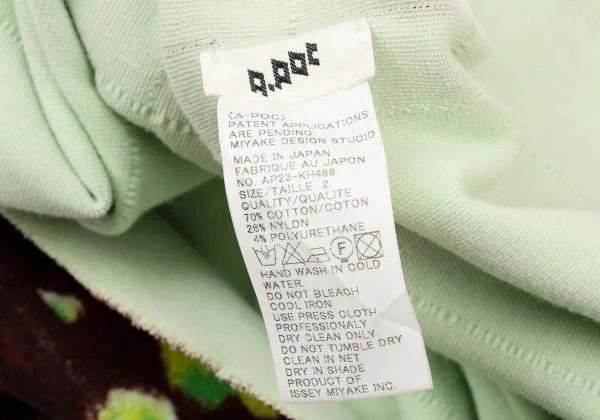 a.poc
<A-POC>
PATENT APPLICATIONS
ARE PENDING.
MIYAKE DESIGN STUDIO
MADE IN JAPAN
FABRIQUE AU JAPON
NO. AP23-KH488
SIZE/TAILLE 2
QUALITY/QUALITE
70% COTTON/COTON
26% NYLON
4% POLYURETHANE
F
HAND WASH IN COLD
WATER.
DO NOT BLEACH
COOL IRON
USE PRESS CLOTH
PROFESSIONALY
DRY CLEAN ONLY
DO NOT TUMBLE DRY
CLEAN IN NET
DRY IN SHADE
PRODUCT OF
ISSEY MIYAKE INC.